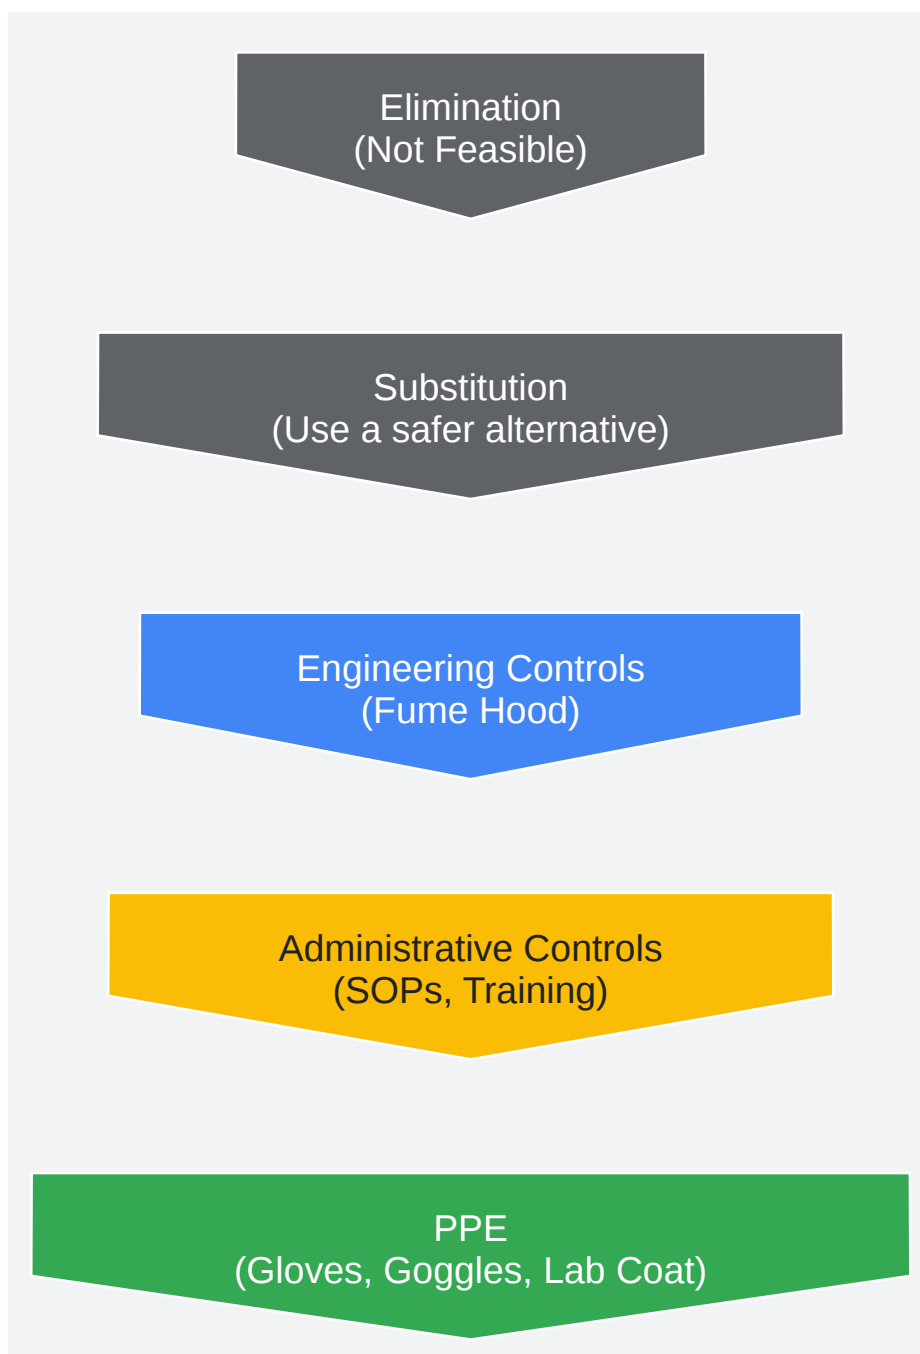 Elimination
(Not Feasible)
Substitution
(Use a safer alternative)
Engineering Controls
(Fume Hood)
Administrative Controls
(SOPs, Training)
PPE
(Gloves, Goggles, Lab Coat)